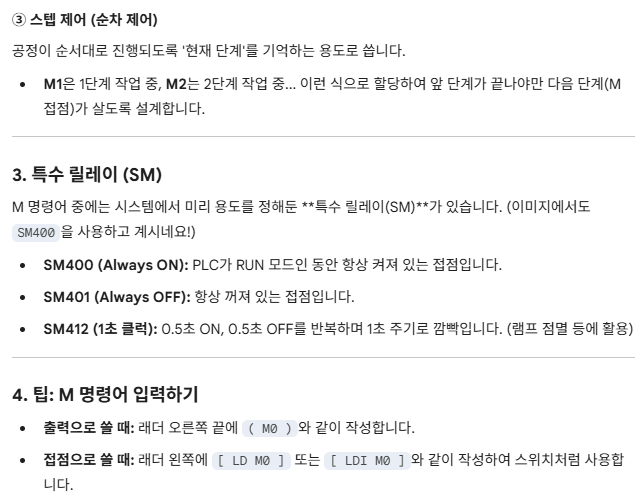 ③ 스텝 제어 (순차 제어)
공정이 순서대로 진행되도록 '현재 단계'를 기억하는 용도로 씁니다.
• M1은 1단계 작업 중, M2는 2단계 작업 중... 이런 식으로 할당하여 앞 단계가 끝나야만 다음 단계(M
접점)가 살도록 설계합니다.
3. 특수 릴레이 (SM)
M 명령어 중에는 시스템에서 미리 용도를 정해둔 **특수 릴레이(SM)**가 있습니다. (이미지에서도
SM400 을 사용하고 계시네요!)
• SM400 (Always ON): PLC가 RUN 모드인 동안 항상 켜져 있는 접점입니다.
• SM401 (Always OFF): 항상 꺼져 있는 접점입니다.
• SM412 (1초 클럭): 0.5초 ON, 0.5초 OFF를 반복하며 1초 주기로 깜빡입니다. (램프 점멸 등에 활용)
4. 팁: M 명령어 입력하기
• 출력으로 쓸 때: 래더 오른쪽 끝에 ( M0 ) 와 같이 작성합니다.
• 접점으로 쓸 때: 래더 왼쪽에 [ LD M0 ] 또는 [ LDI M0 ] 와 같이 작성하여 스위치처럼 사용합
니다.